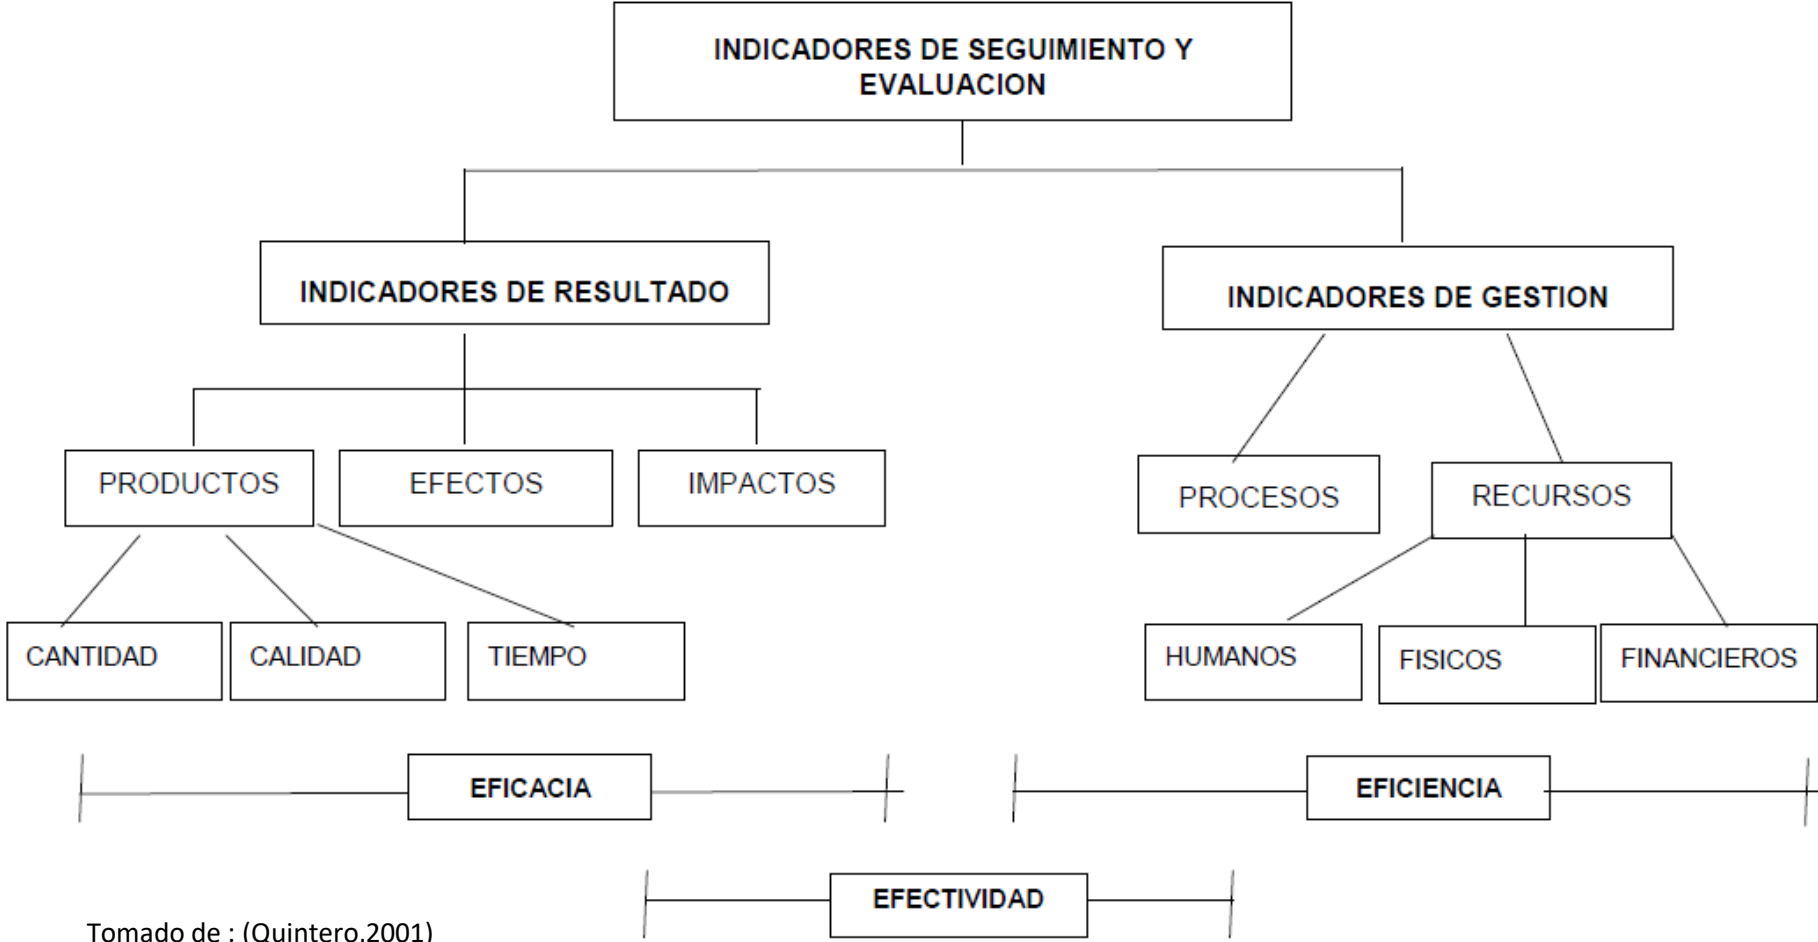 INDICADORES DE SEGUIMIENTO Y
EVALUACION
INDICADORES DE RESULTADO
INDICADORES DE GESTION
PRODUCTOS
EFECTOS
IMPACTOS
PROCESOS
RECURSOS
CANTIDAD
CALIDAD
TIEMPO
HUMANOS
FISICOS
FINANCIEROS
EFICACIA
EFICIENCIA
EFECTIVIDAD
Tomado de : (Quintero,2001)